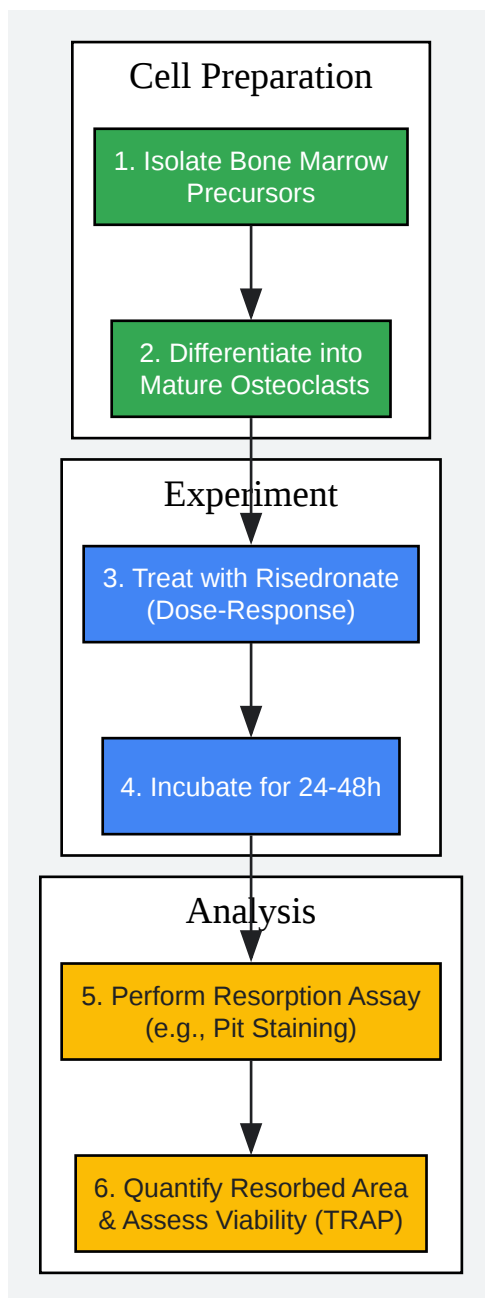 Cell Preparation
1. Isolate Bone Marrow
Precursors
2. Differentiate into
Mature Osteoclasts
Experiment
3. Treat with Risedronate
(Dose-Response)
4. Incubate for 24-48h
Analysis
5. Perform Resorption Assay
(e.g., Pit Staining)
6. Quantify Resorbed Area
& Assess Viability (TRAP)